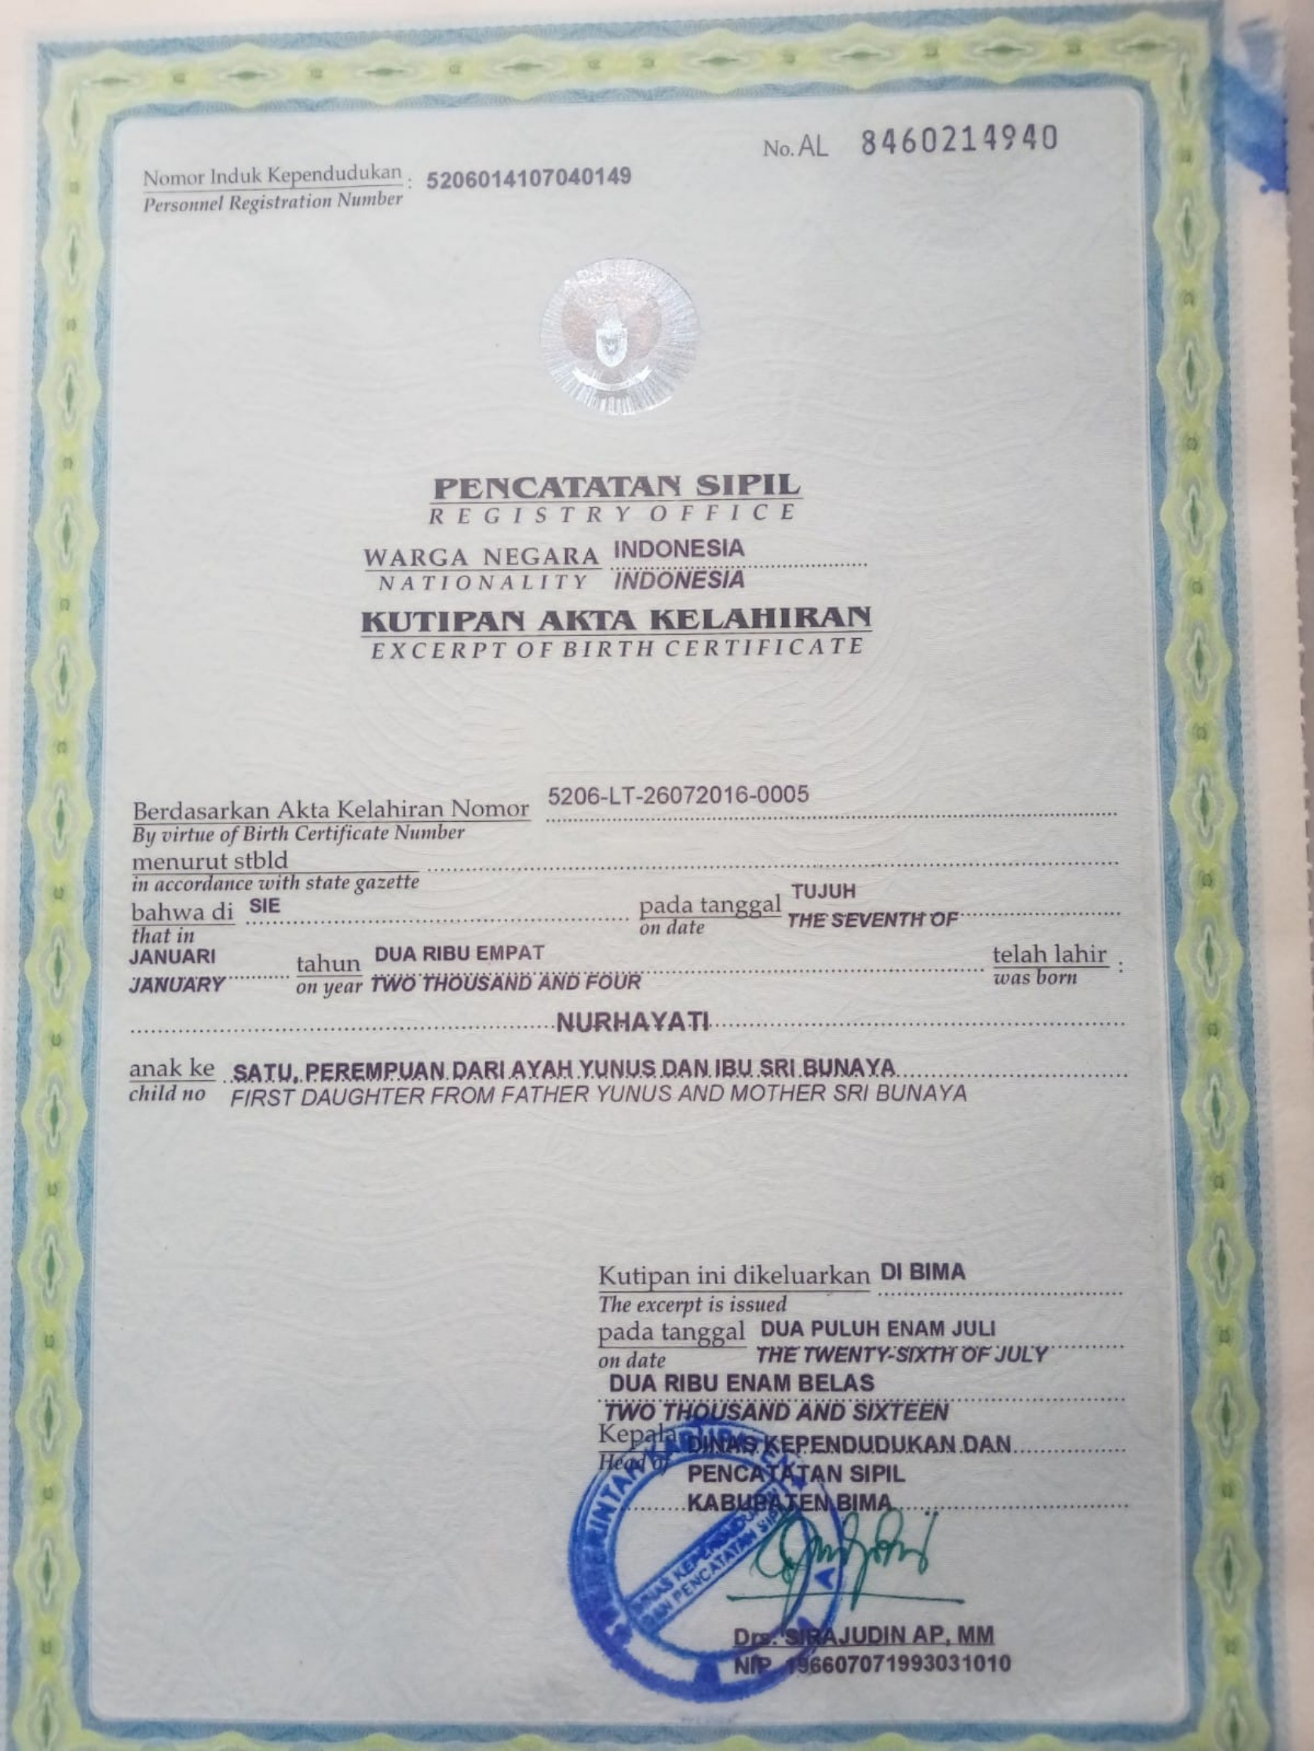 No. AL 8460214940
Nomor Induk Kependudukan : 5206014107040149
Personnel Registration Number
PENCATATAN SIPIL
REGISTRY OFFICE
WARGA NEGARA INDONESIA
NATIONALITY INDONESIA
KUTIPAN AKTA KELAHIRAN
EXCERPT OF BIRTH CERTIFICATE
Berdasarkan Akta Kelahiran Nomor 5206-LT-26072016-0005
By virtue of Birth Certificate Number
menurut stbld
in accordance with state gazette
bahwa di SIE pada tanggal TUJUH
that in on date THE SEVENTH OF
JANUARI tahun DUA RIBU EMPAT telah lahir :
JANUARY on year TWO THOUSAND AND FOUR was born
NURHAYATI
anak ke SATU, PEREMPUAN DARI AYAH YUNUS DAN IBU SRI BUNAYA
child no FIRST DAUGHTER FROM FATHER YUNUS AND MOTHER SRI BUNAYA
Kutipan ini dikeluarkan DI BIMA
The excerpt is issued
pada tanggal DUA PULUH ENAM JULI
on date THE TWENTY-SIXTH OF JULY
DUA RIBU ENAM BELAS
TWO THOUSAND AND SIXTEEN
Kepala DINAS KEPENDUDUKAN DAN
Head of PENCATATAN SIPIL
KABUPATEN BIMA
DINAS KEPENDUDUKAN
DAN PENCATATAN SIPIL
Drs. SIRAJUDIN AP, MM
NIP. 196607071993031010